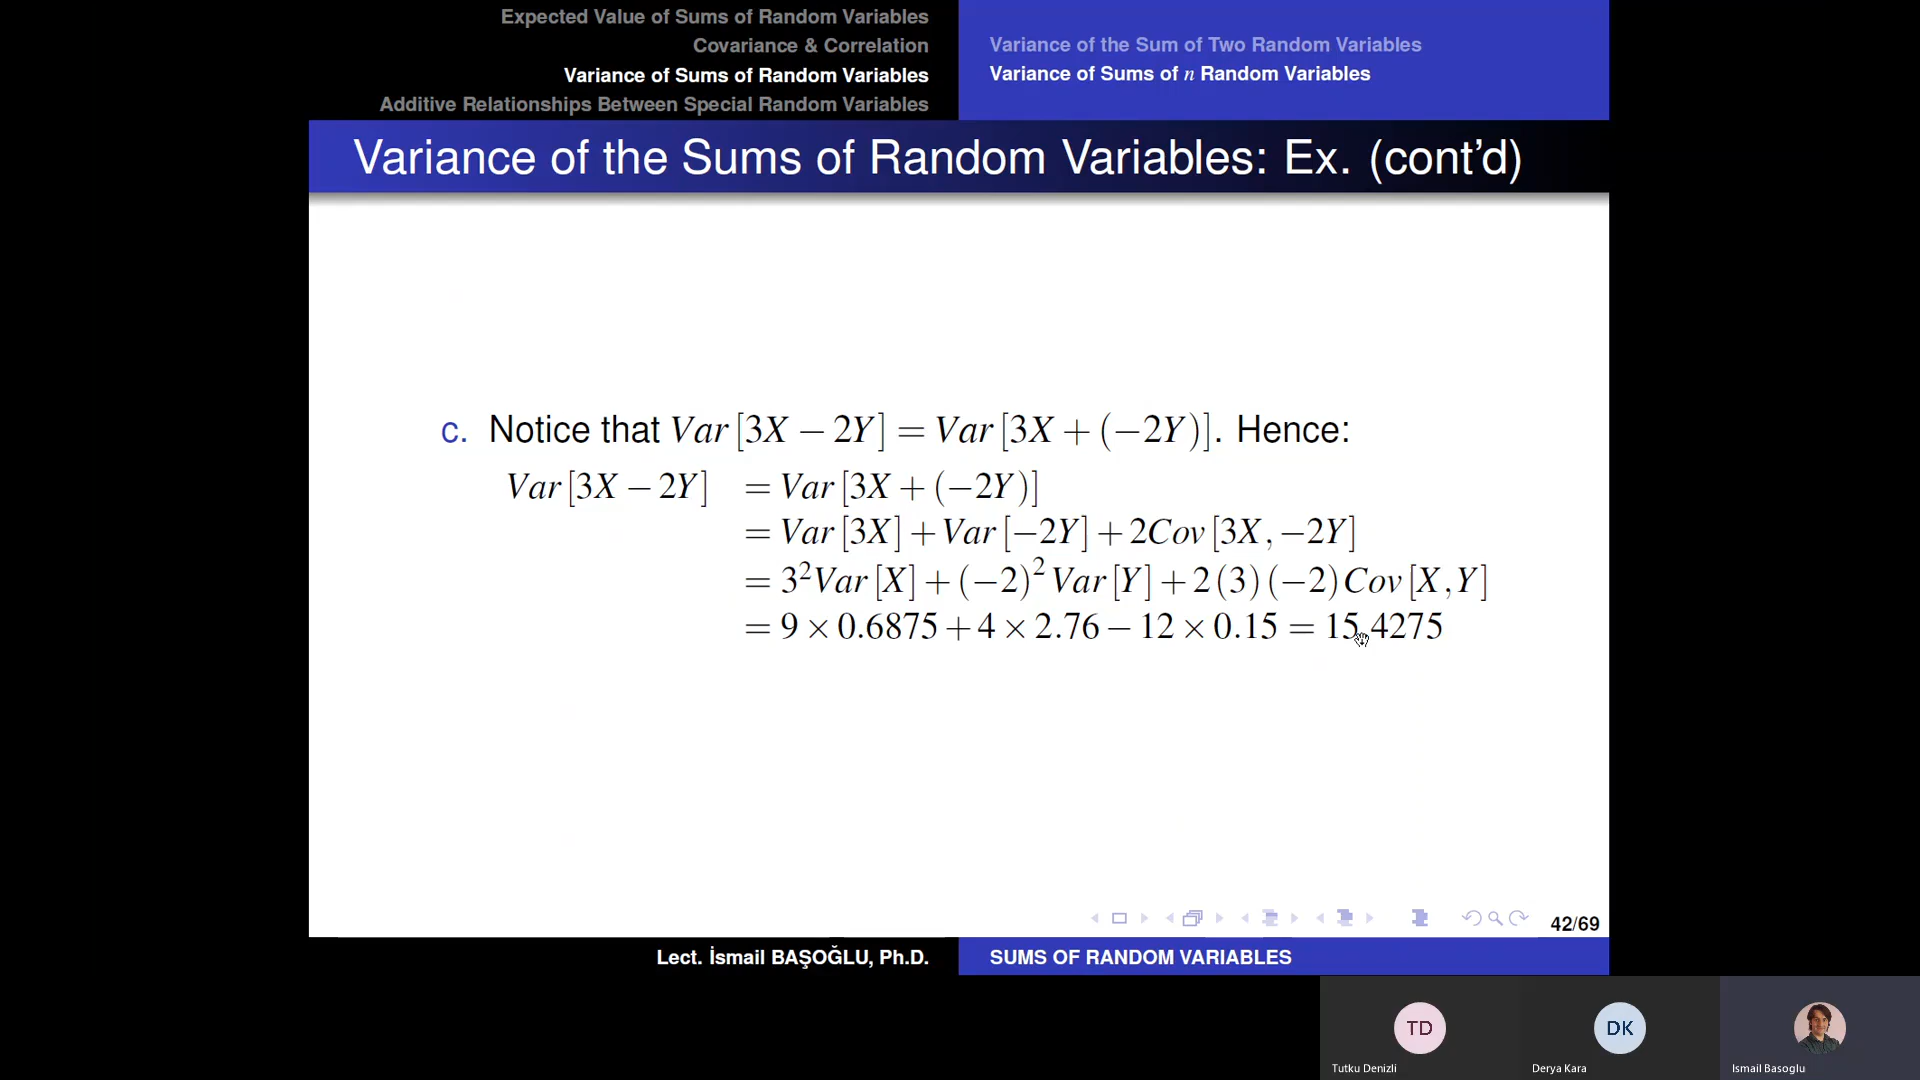 Expected Value of Sums of Random Variables
Covariance & Correlation
Variance of Sums of Random Variables
Additive Relationships Between Special Random Variables
Variance of the Sum of Two Random Variables
Variance of Sums of n Random Variables
Variance of the Sums of Random Variables: Ex. (cont'd)
c. Notice that Var [3X − 2Y] = Var [3X + (−2Y)]. Hence:
Var [3X − 2Y] = Var [3X + (−2Y)]
= Var [3X] + Var [−2Y] + 2Cov [3X, −2Y]
= 3² Var [X] + (−2)² Var [Y] + 2 (3) (−2) Cov [X, Y]
= 9 × 0.6875 + 4 × 2.76 − 12 × 0.15 = 15.4275
42/69
Lect. İsmail BAŞOĞLU, Ph.D.
SUMS OF RANDOM VARIABLES
TD
DK
Tutku Denizli
Derya Kara
Ismail Basoglu